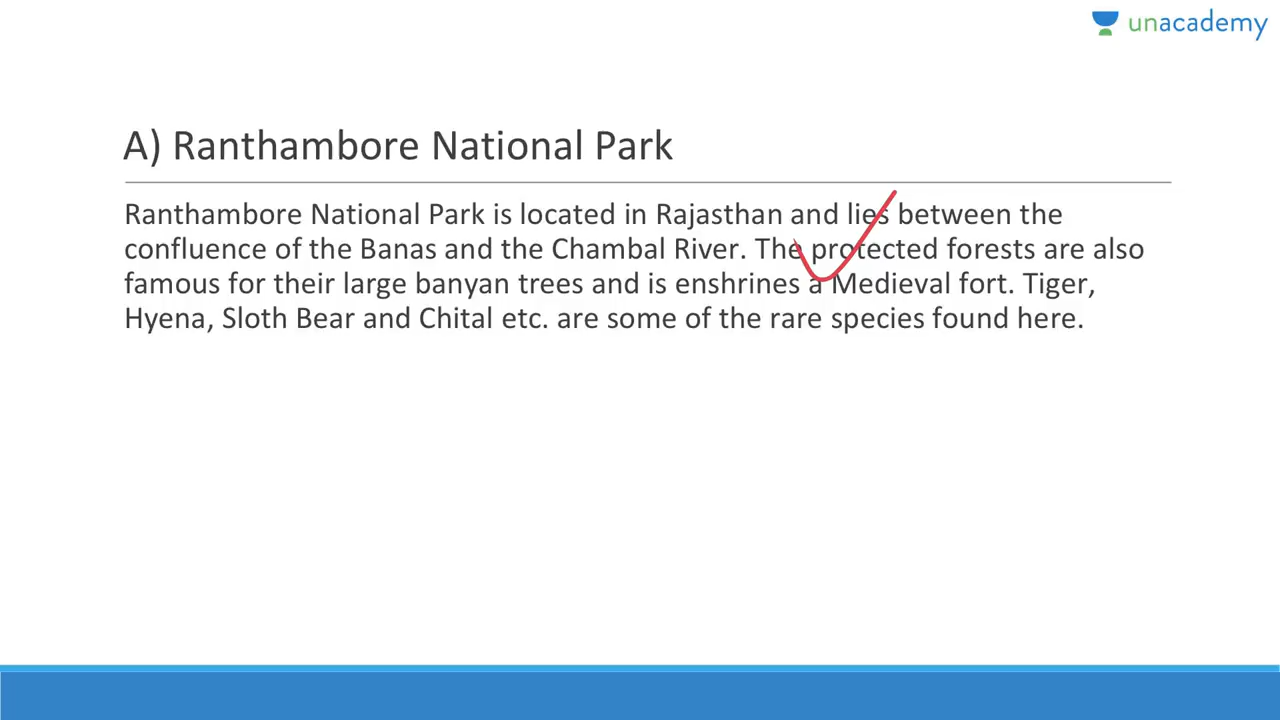 unacademy
A) Ranthambore National Park
Ranthambore National Park is located in Rajasthan and lies between the
confluence of the Banas and the Chambal River. The protected forests are also
famous for their large banyan trees and is enshrines a Medieval fort. Tiger,
Hyena, Sloth Bear and Chital etc. are some of the rare species found here.